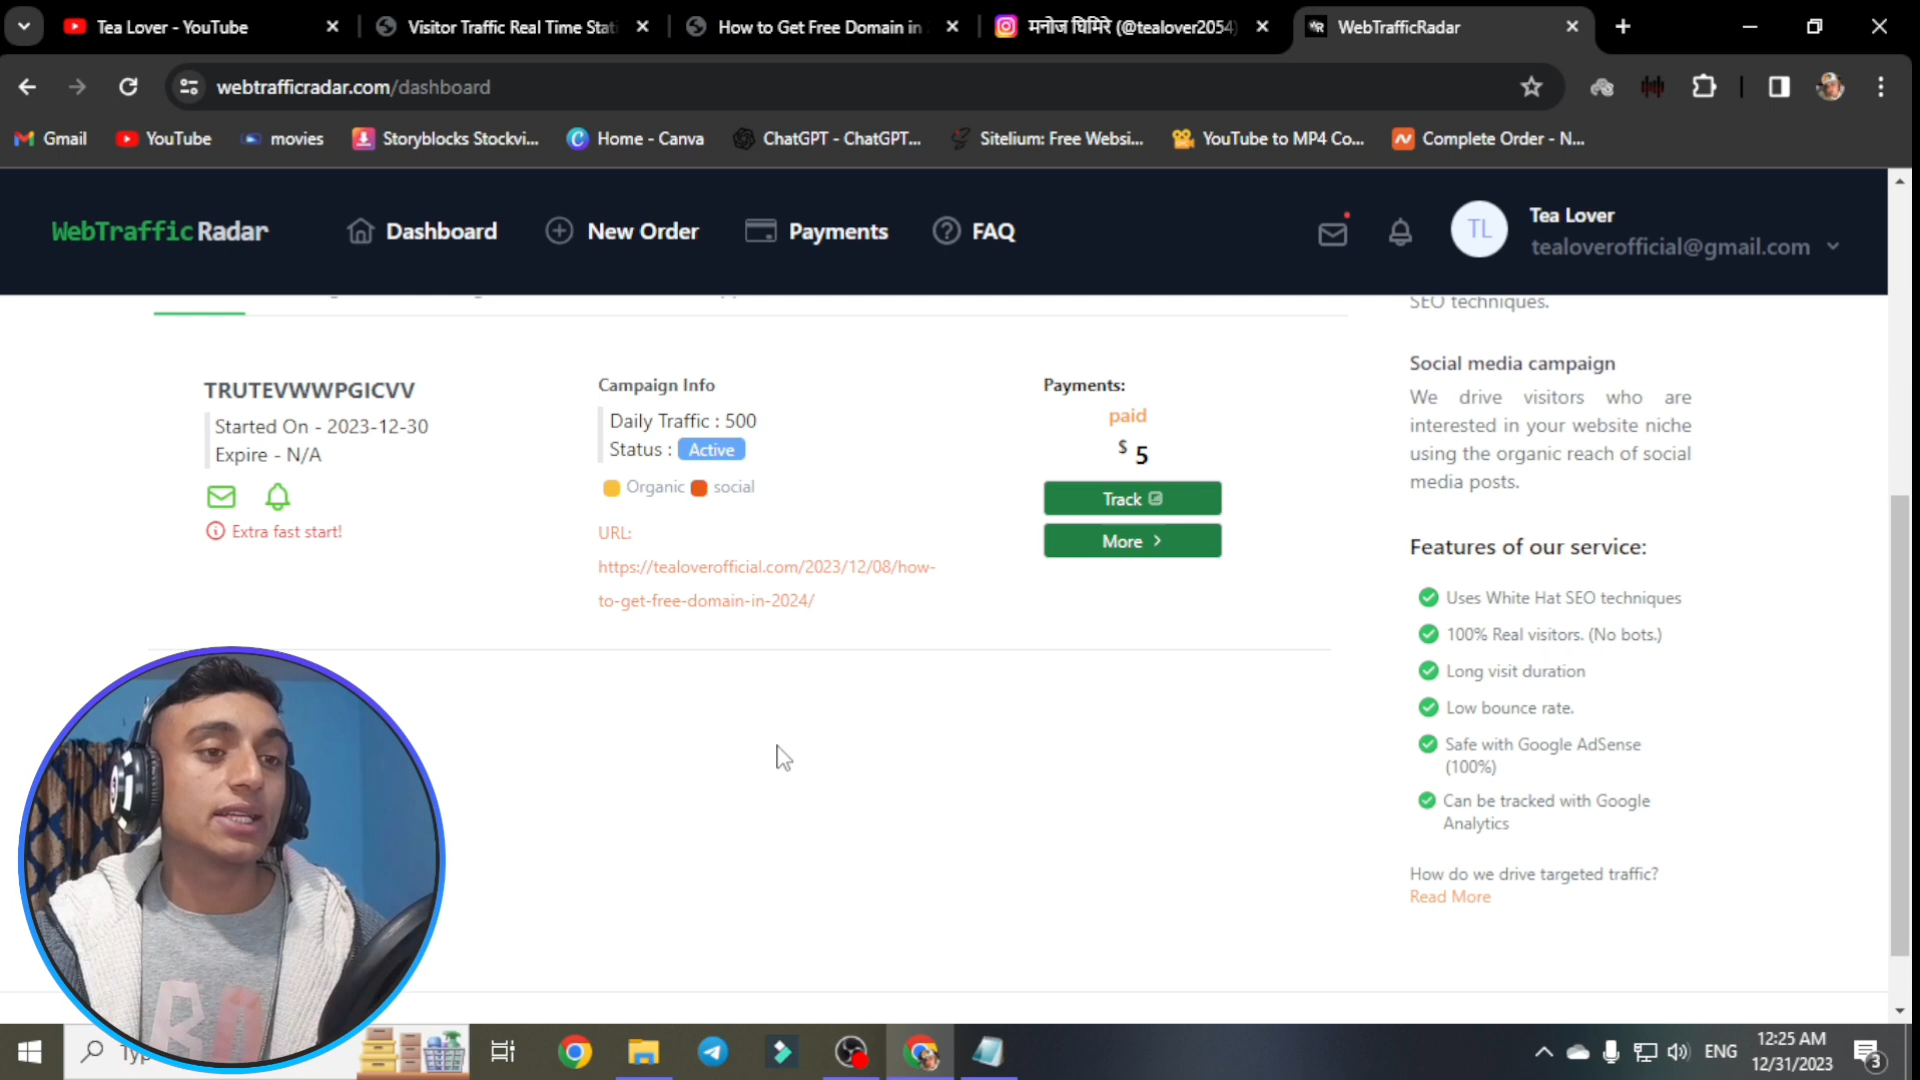 Tea Lover - YouTube
Visitor Traffic Real Time Stati
How to Get Free Domain in
मनोज घिमिरे (@tealover2054)
WebTrafficRadar
webtrafficradar.com/dashboard
Gmail
YouTube
movies
Storyblocks Stockvi...
Home - Canva
ChatGPT - ChatGPT...
Sitelium: Free Websi...
YouTube to MP4 Co...
Complete Order - N...
WebTraffic Radar
Dashboard
New Order
Payments
FAQ
TL
Tea Lover
tealoverofficial@gmail.com
SEO techniques.
TRUTEVWWPGICVV
Started On - 2023-12-30
Expire - N/A
Extra fast start!
Campaign Info
Daily Traffic : 500
Status : Active
Organic social
URL:
https://tealoverofficial.com/2023/12/08/how-
to-get-free-domain-in-2024/
Payments:
paid
$ 5
Track
More >
Social media campaign
We drive visitors who are
interested in your website niche
using the organic reach of social
media posts.
Features of our service:
Uses White Hat SEO techniques
100% Real visitors. (No bots.)
Long visit duration
Low bounce rate.
Safe with Google AdSense
(100%)
Can be tracked with Google
Analytics
How do we drive targeted traffic?
Read More
ENG
12:25 AM
12/31/2023
3